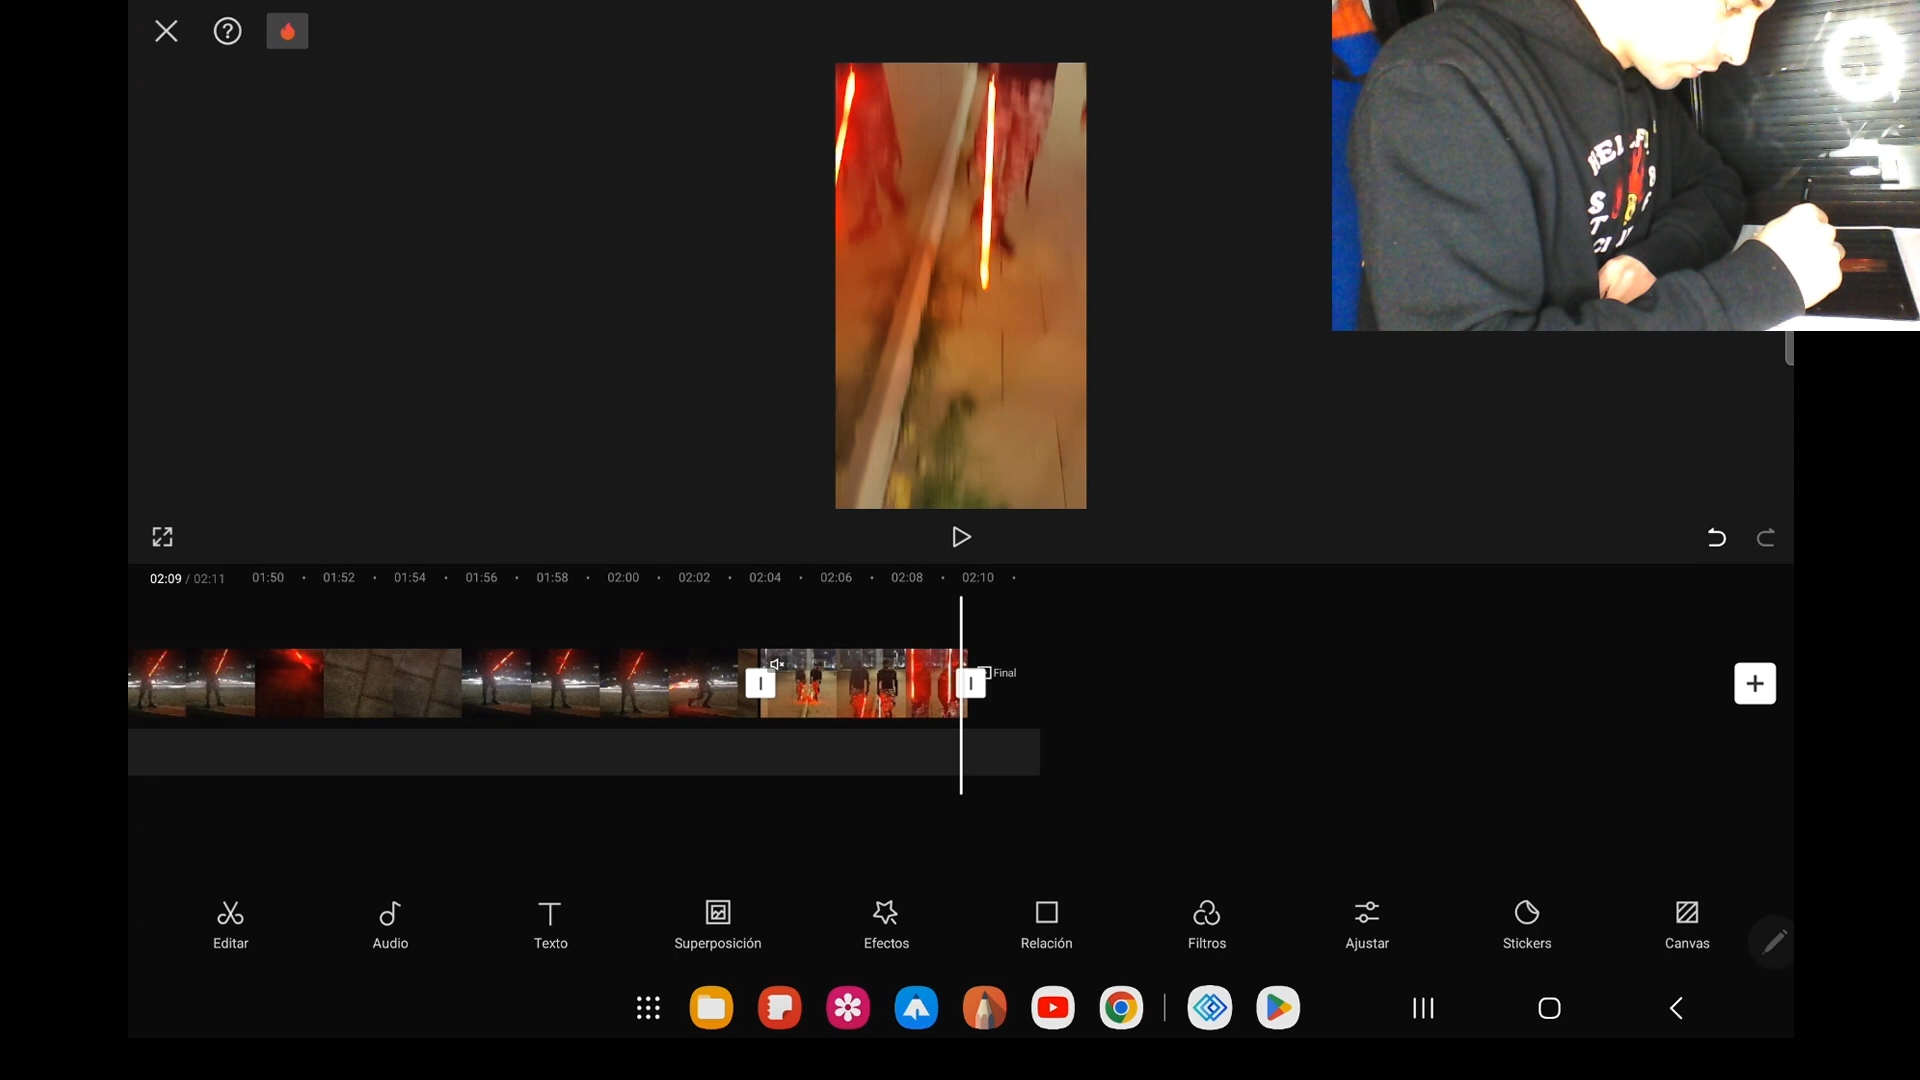 ?
02:09 / 02:11
01:50 01:52 01:54 01:56 01:58 02:00 02:02 02:04 02:06 02:08 02:10
Final
+
Editar Audio Texto Superposición Efectos Relación Filtros Ajustar Stickers Canvas